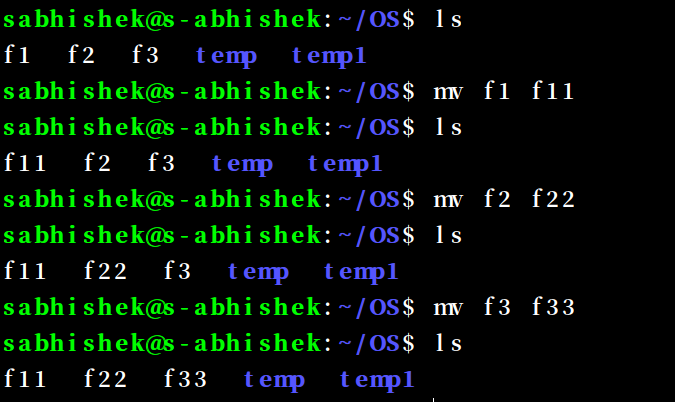 sabhishek@s-abhishek:~/OS$ ls
f1 f2 f3 temp temp1
sabhishek@s-abhishek:~/OS$ mv f1 f11
sabhishek@s-abhishek:~/OS$ ls
f11 f2 f3 temp temp1
sabhishek@s-abhishek:~/OS$ mv f2 f22
sabhishek@s-abhishek:~/OS$ ls
f11 f22 f3 temp temp1
sabhishek@s-abhishek:~/OS$ mv f3 f33
sabhishek@s-abhishek:~/OS$ ls
f11 f22 f33 temp temp1